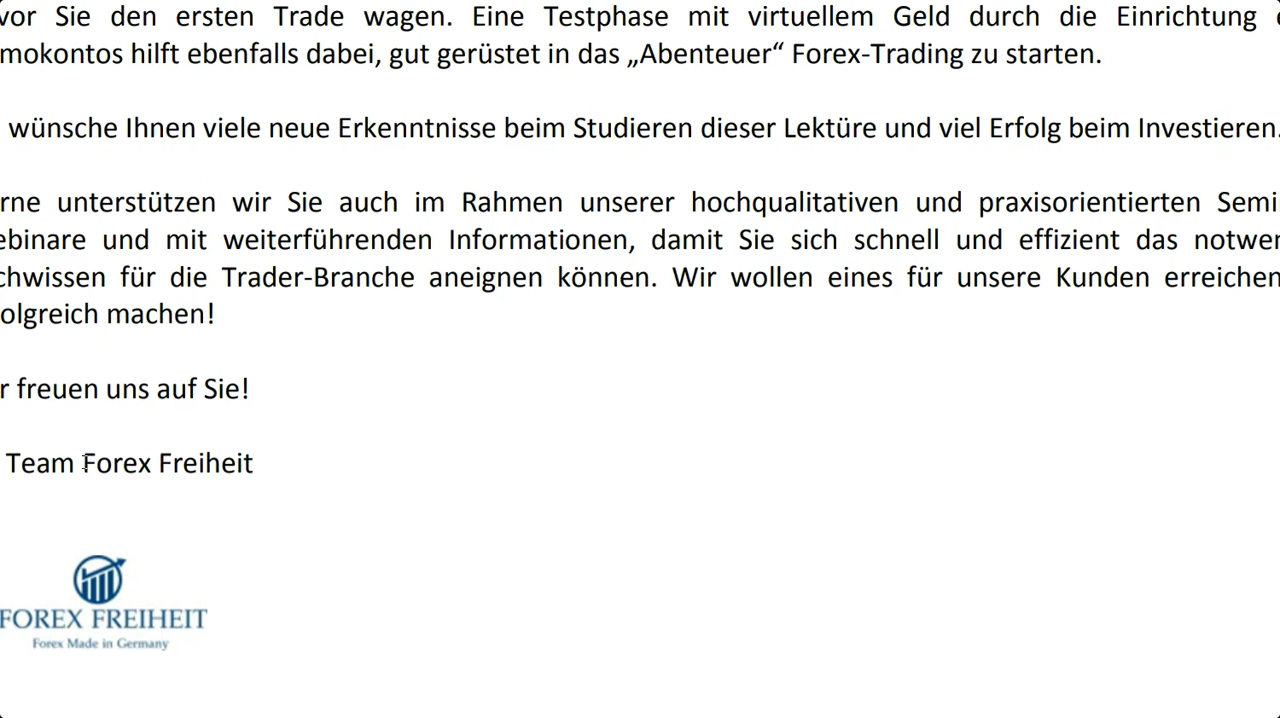 vor Sie den ersten Trade wagen. Eine Testphase mit virtuellem Geld durch die Einrichtung
mokontos hilft ebenfalls dabei, gut gerüstet in das „Abenteuer“ Forex-Trading zu starten.
wünsche Ihnen viele neue Erkenntnisse beim Studieren dieser Lektüre und viel Erfolg beim Investieren.
rne unterstützen wir Sie auch im Rahmen unserer hochqualitativen und praxisorientierten Semi
ebinare und mit weiterführenden Informationen, damit Sie sich schnell und effizient das notwen
chwissen für die Trader-Branche aneignen können. Wir wollen eines für unsere Kunden erreichen
olgreich machen!
r freuen uns auf Sie!
Team Forex Freiheit
FOREX FREIHEIT
Forex Made in Germany